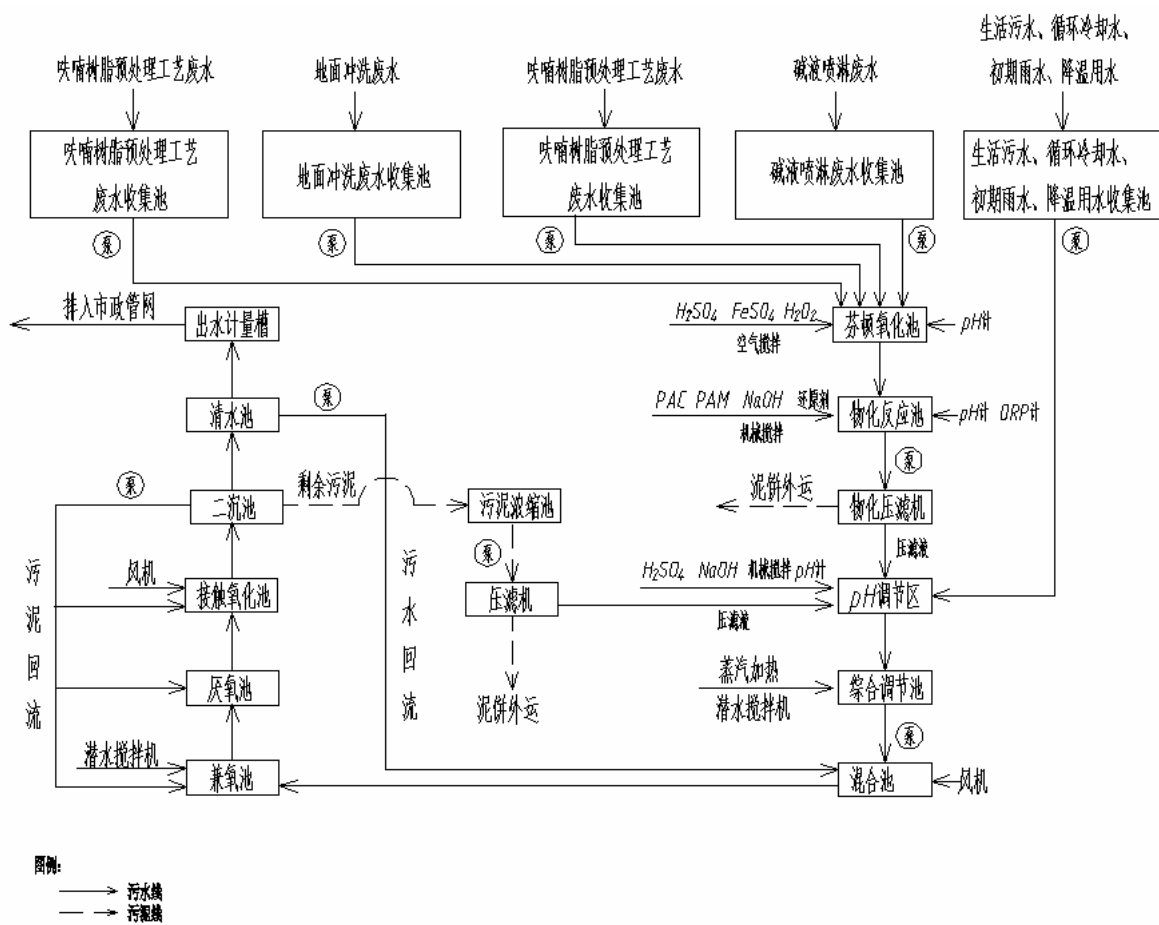 生活污水、循环冷却水、
初期雨水、降温用水
呋喃树脂预处理工艺废水
地面冲洗废水
呋喃树脂预处理工艺废水
碱液喷淋废水
呋喃树脂预处理工艺
废水收集池
地面冲洗废水收集池
呋喃树脂预处理工艺
废水收集池
碱液喷淋废水收集池
生活污水、循环冷却水、
初期雨水、降温用水收集池
泵
泵
泵
泵
泵
排入市政管网
出水计量槽
H₂SO₄ FeSO₄ H₂O₂
空气搅拌
芬顿氧化池
pH计
清水池
泵
PAC PAM NaOH 还原剂
机械搅拌
物化反应池
pH计 ORP计
泵
泵
二沉池
剩余污泥
污泥浓缩池
泥饼外运
物化压滤机
压滤液
泵
污泥回流
风机
接触氧化池
污水回流
压滤机
H₂SO₄ NaOH 机械搅拌 pH计
压滤液
pH调节区
厌氧池
泥饼外运
蒸汽加热
潜水搅拌机
综合调节池
泵
潜水搅拌机
兼氧池
混合池
风机
图例:
污水线
污泥线